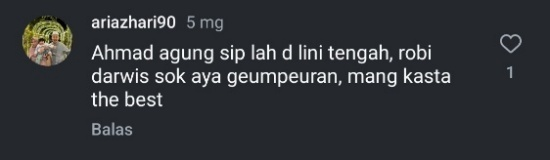 ariazhari90 5 mg
Ahmad agung sip lah d lini tengah, robi
darwis sok aya geumpeuran, mang kasta
the best
1
Balas